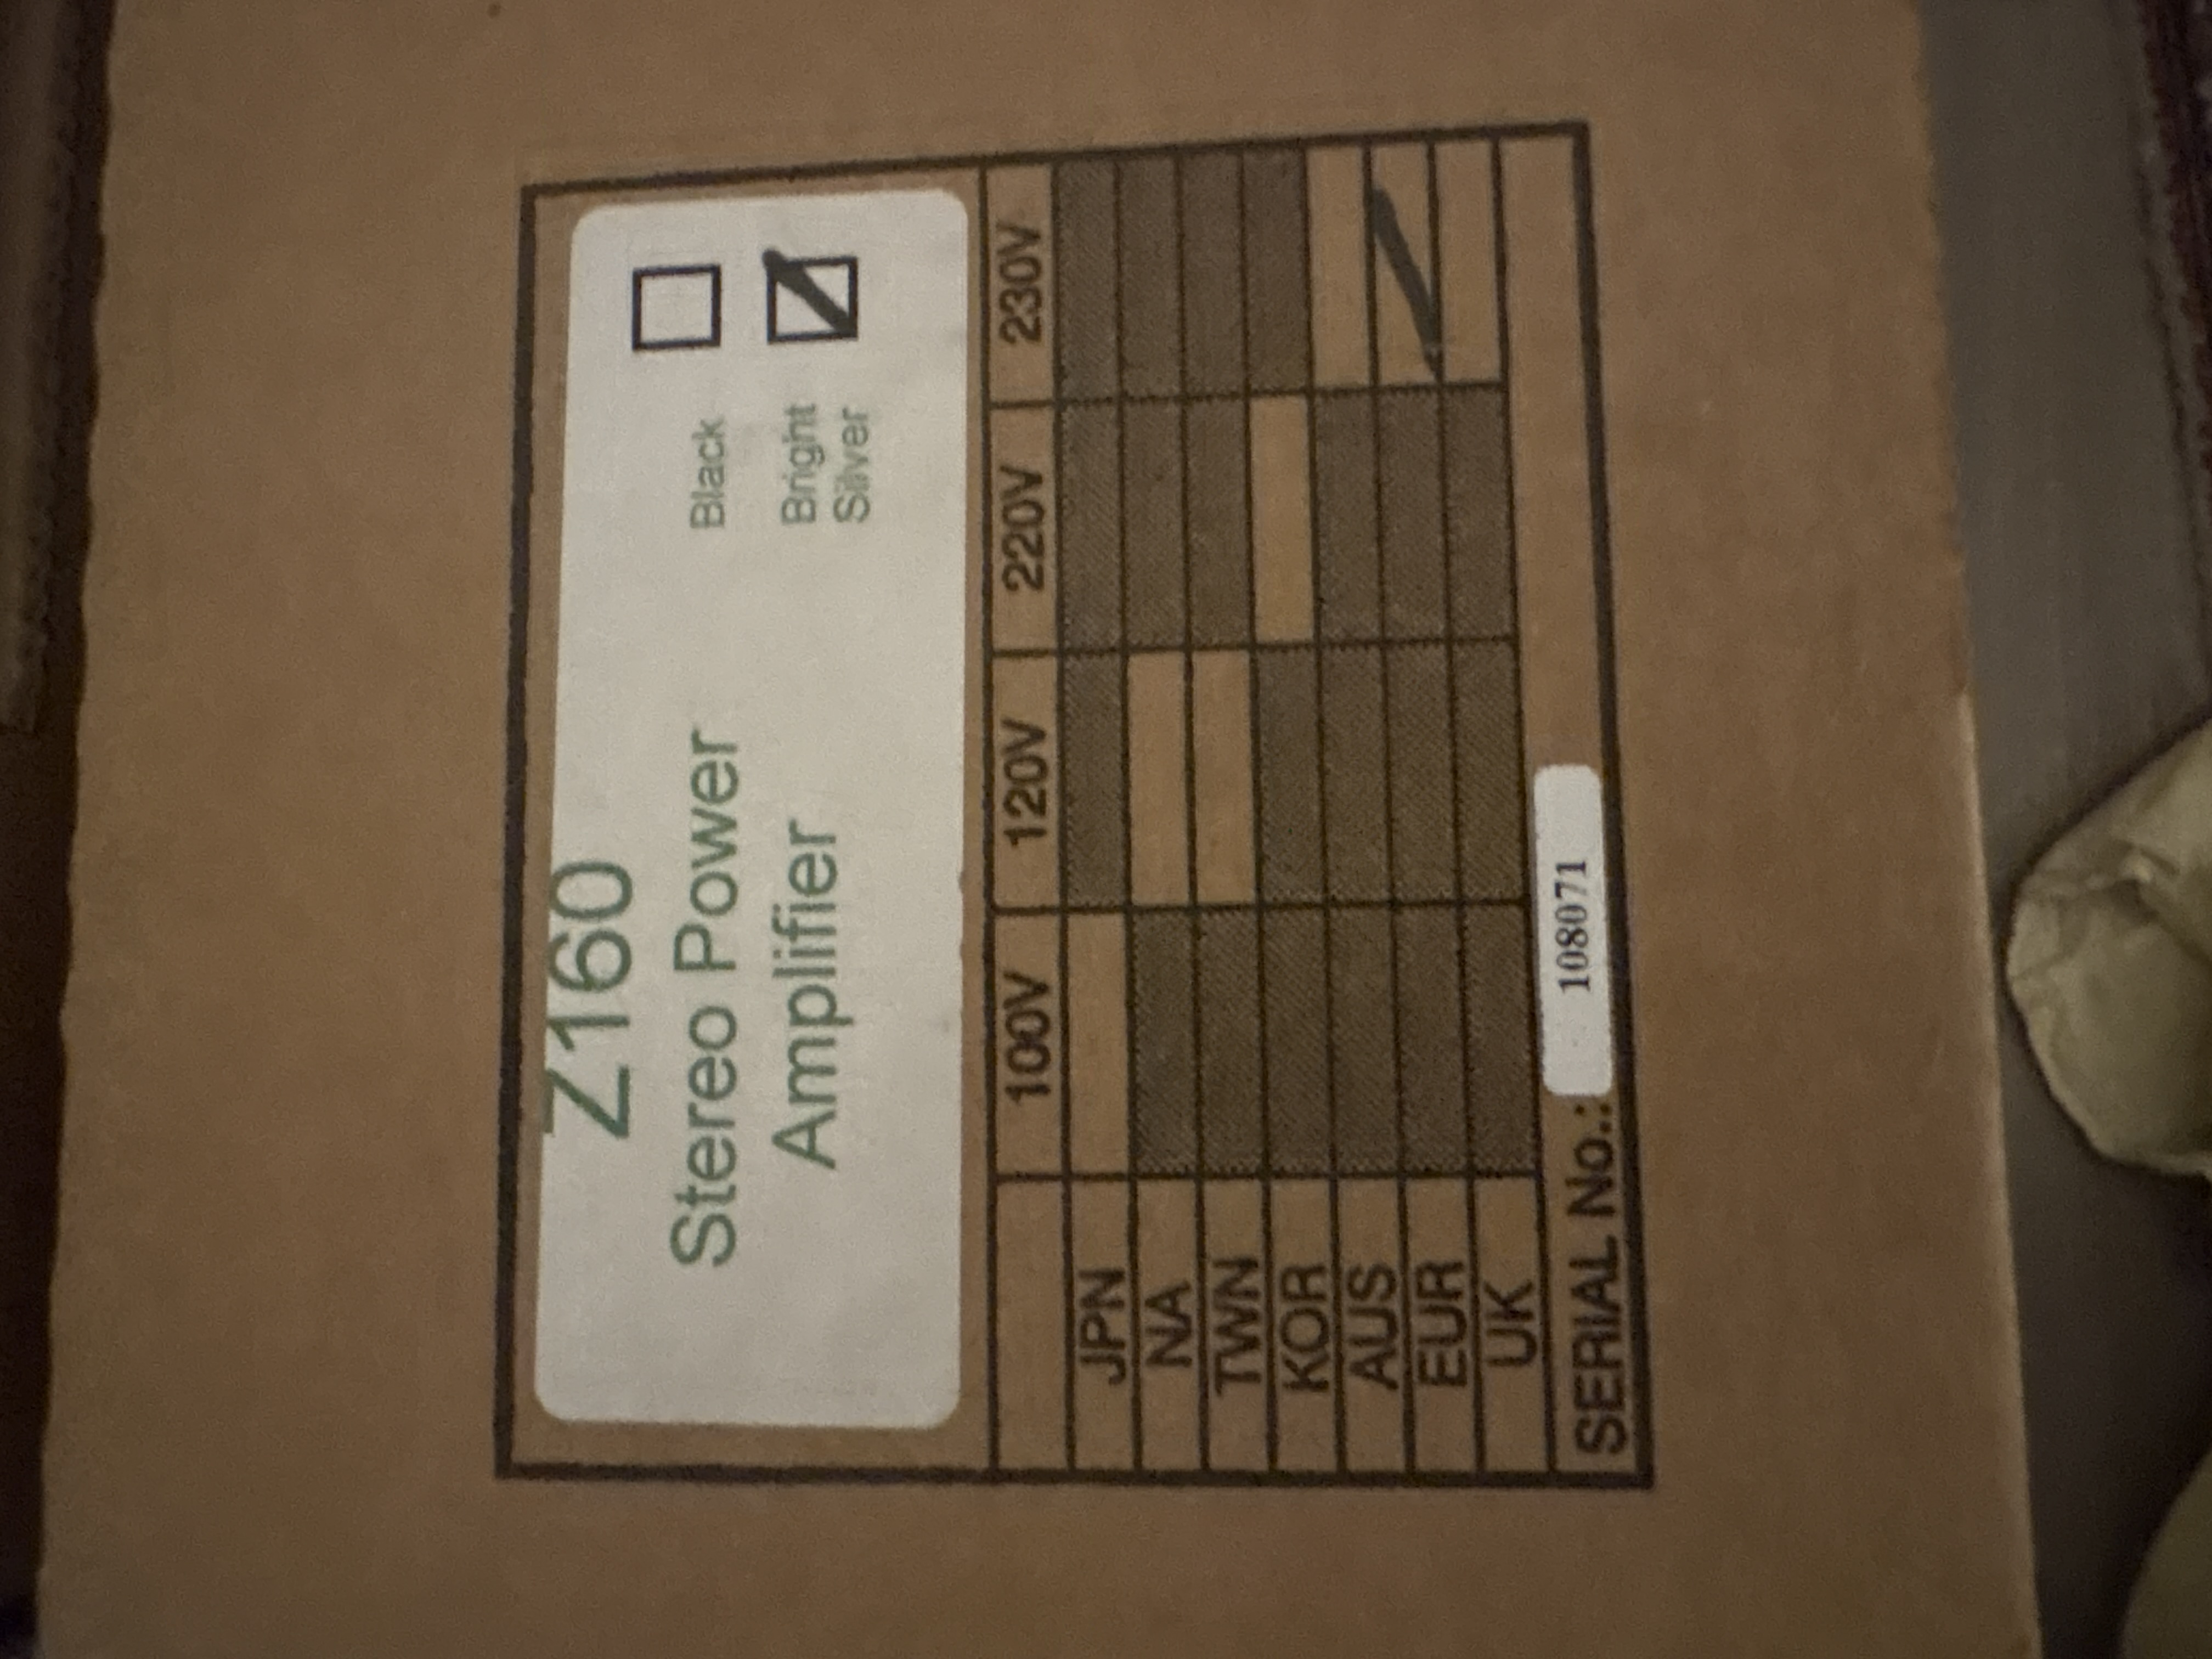 Z160
Stereo Power
Amplifier
Black
Bright
Silver
100V 120V 220V 230V
JPN
NA
TWN
KOR
AUS
EUR
UK
SERIAL No.: 108071